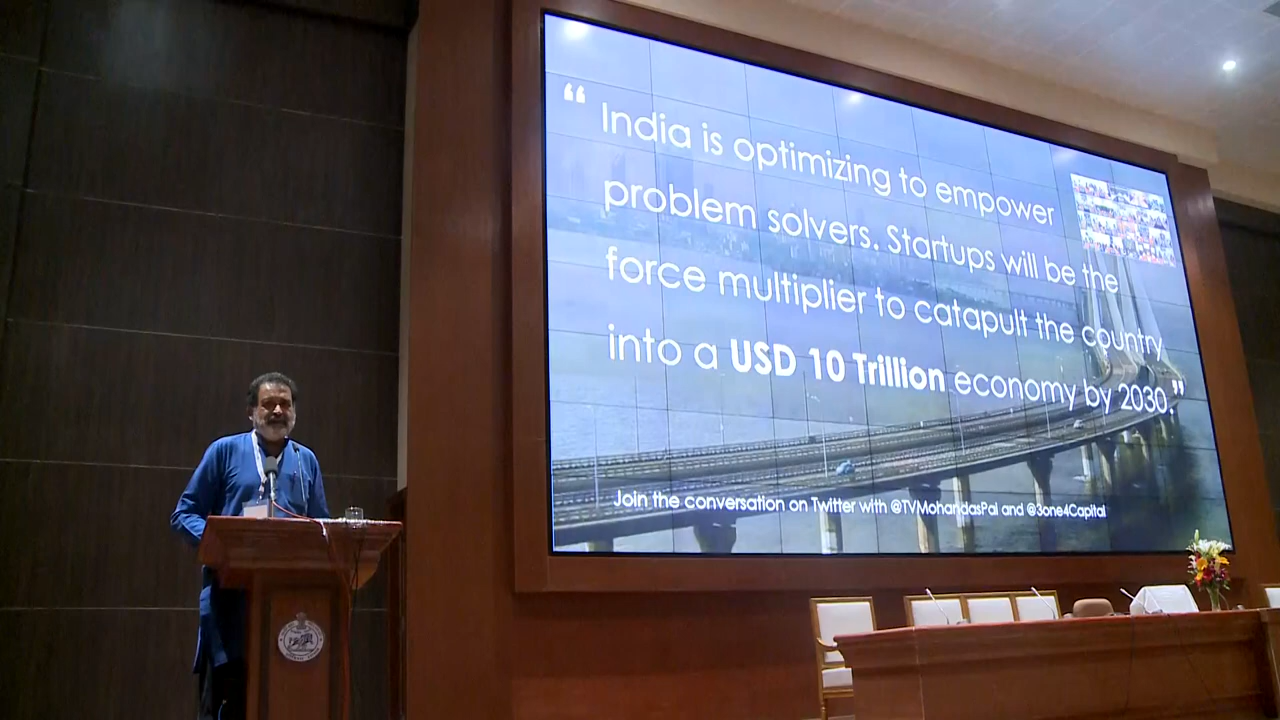 “ India is optimizing to empower
problem solvers. Startups will be the
force multiplier to catapult the country
into a USD 10 Trillion economy by 2030.”
Join the conversation on Twitter with @TVMohandasPai and @3one4Capital